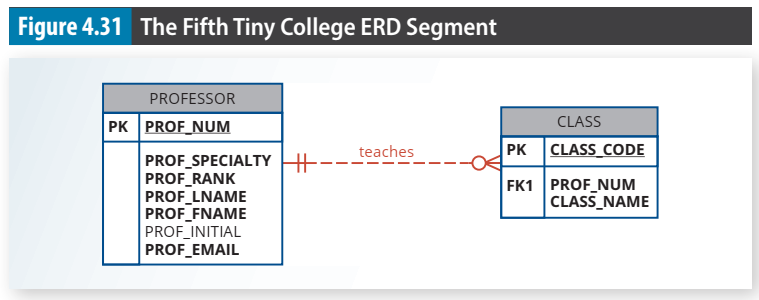 Figure 4.31 The Fifth Tiny College ERD Segment
PROFESSOR
PK PROF_NUM
PROF_SPECIALTY
PROF_RANK
PROF_LNAME
PROF_FNAME
PROF_INITIAL
PROF_EMAIL
teaches
CLASS
PK CLASS_CODE
FK1 PROF_NUM
CLASS_NAME